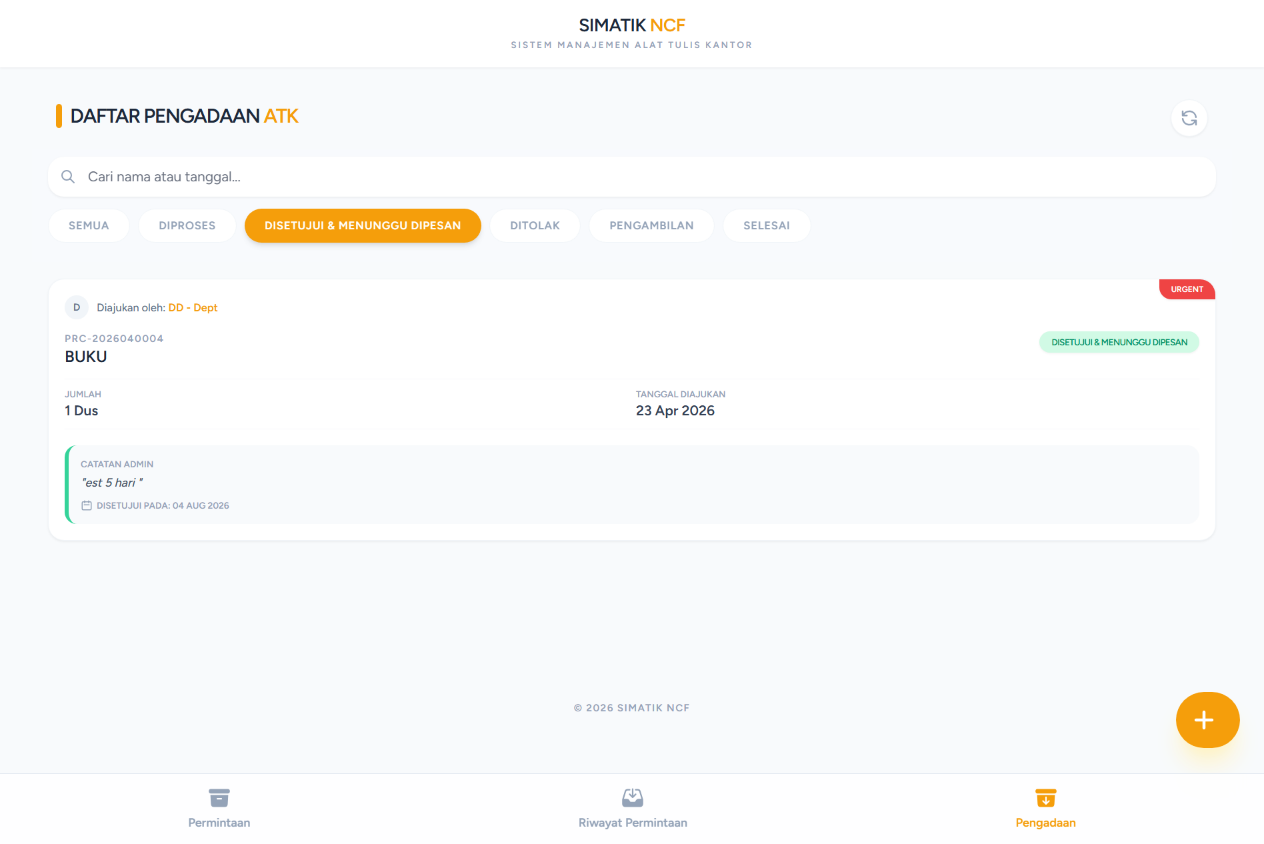 SIMATIK NCF
SISTEM MANAJEMEN ALAT TULIS KANTOR
DAFTAR PENGADAAN ATK
Cari nama atau tanggal...
SEMUA
DIPROSES
DISETUJUI & MENUNGGU DIPESAN
DITOLAK
PENGAMBILAN
SELESAI
URGENT
D
Diajukan oleh: DD - Dept
PRC-2026040004
BUKU
DISETUJUI & MENUNGGU DIPESAN
JUMLAH
1 Dus
TANGGAL DIAJUKAN
23 Apr 2026
CATATAN ADMIN
"est 5 hari "
DISETUJUI PADA: 04 AUG 2026
© 2026 SIMATIK NCF
Permintaan
Riwayat Permintaan
Pengadaan